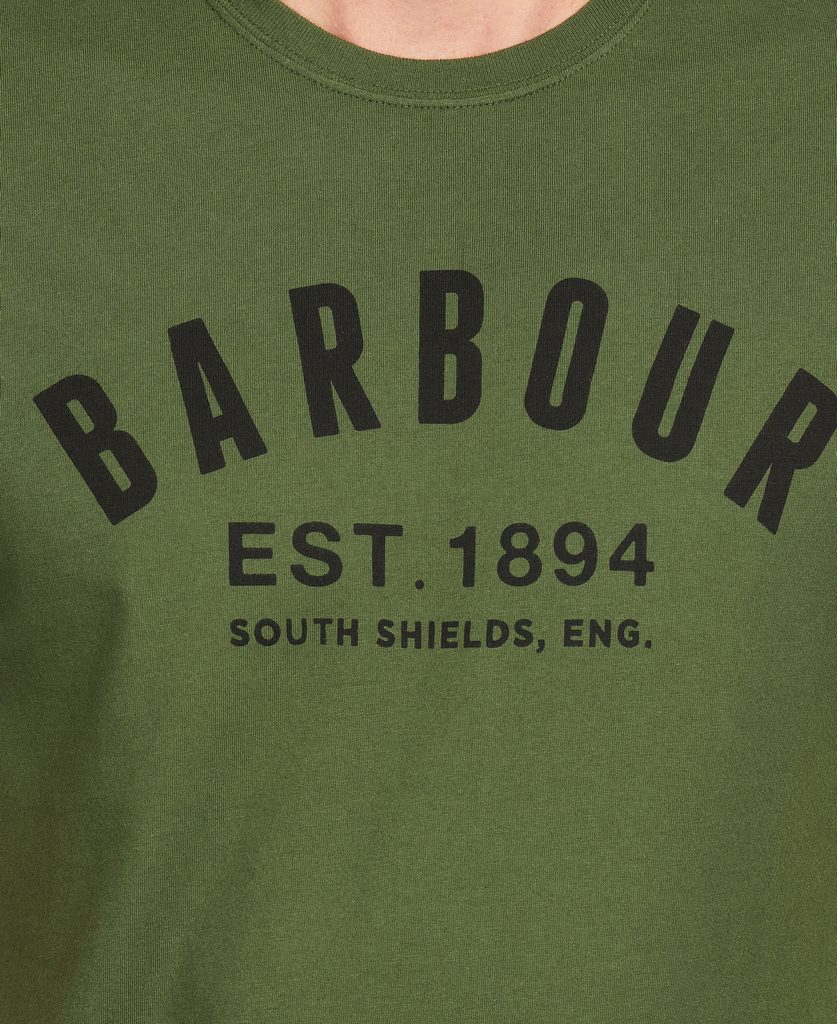 BARBOUR
EST. 1894
SOUTH SHIELDS, ENG.